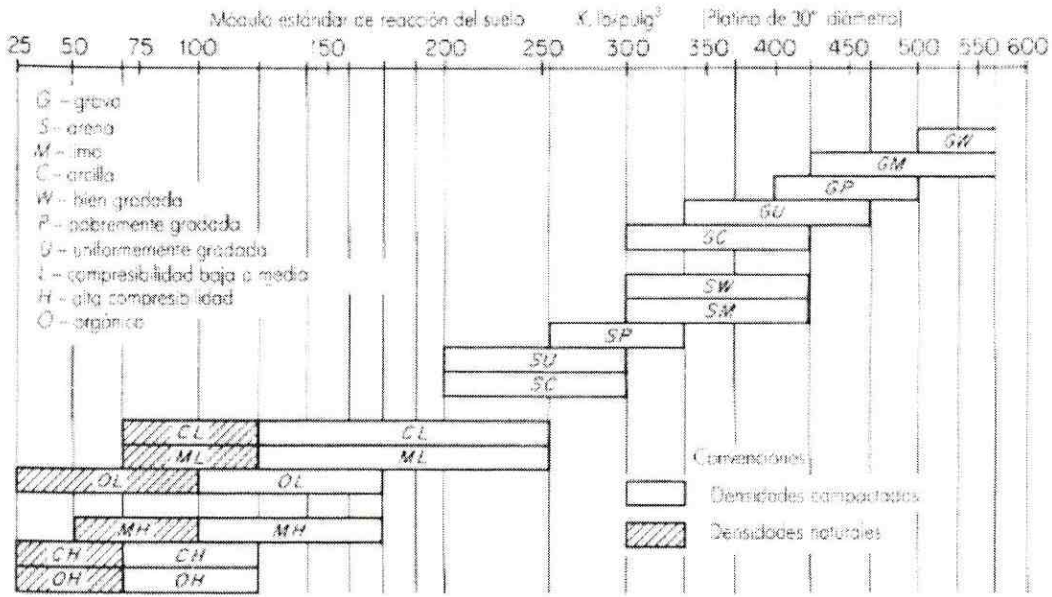 Módulo estándar de reacción del suelo K, lb/pulg³ (Platina de 30" diámetro)
25 50 75 100 150 200 250 300 350 400 450 500 550 600
G – grava
S – arena
M – limo
C – arcilla
W – bien gradada
P – pobremente gradada
U – uniformemente gradada
L – compresibilidad baja a media
H – alta compresibilidad
O – orgánico
GW
GM
GP
GU
GC
SW
SM
SP
SU
SC
CL CL
ML ML
OL OL
MH MH
CH CH
OH OH
Convenciones
Densidades compactadas
Densidades naturales